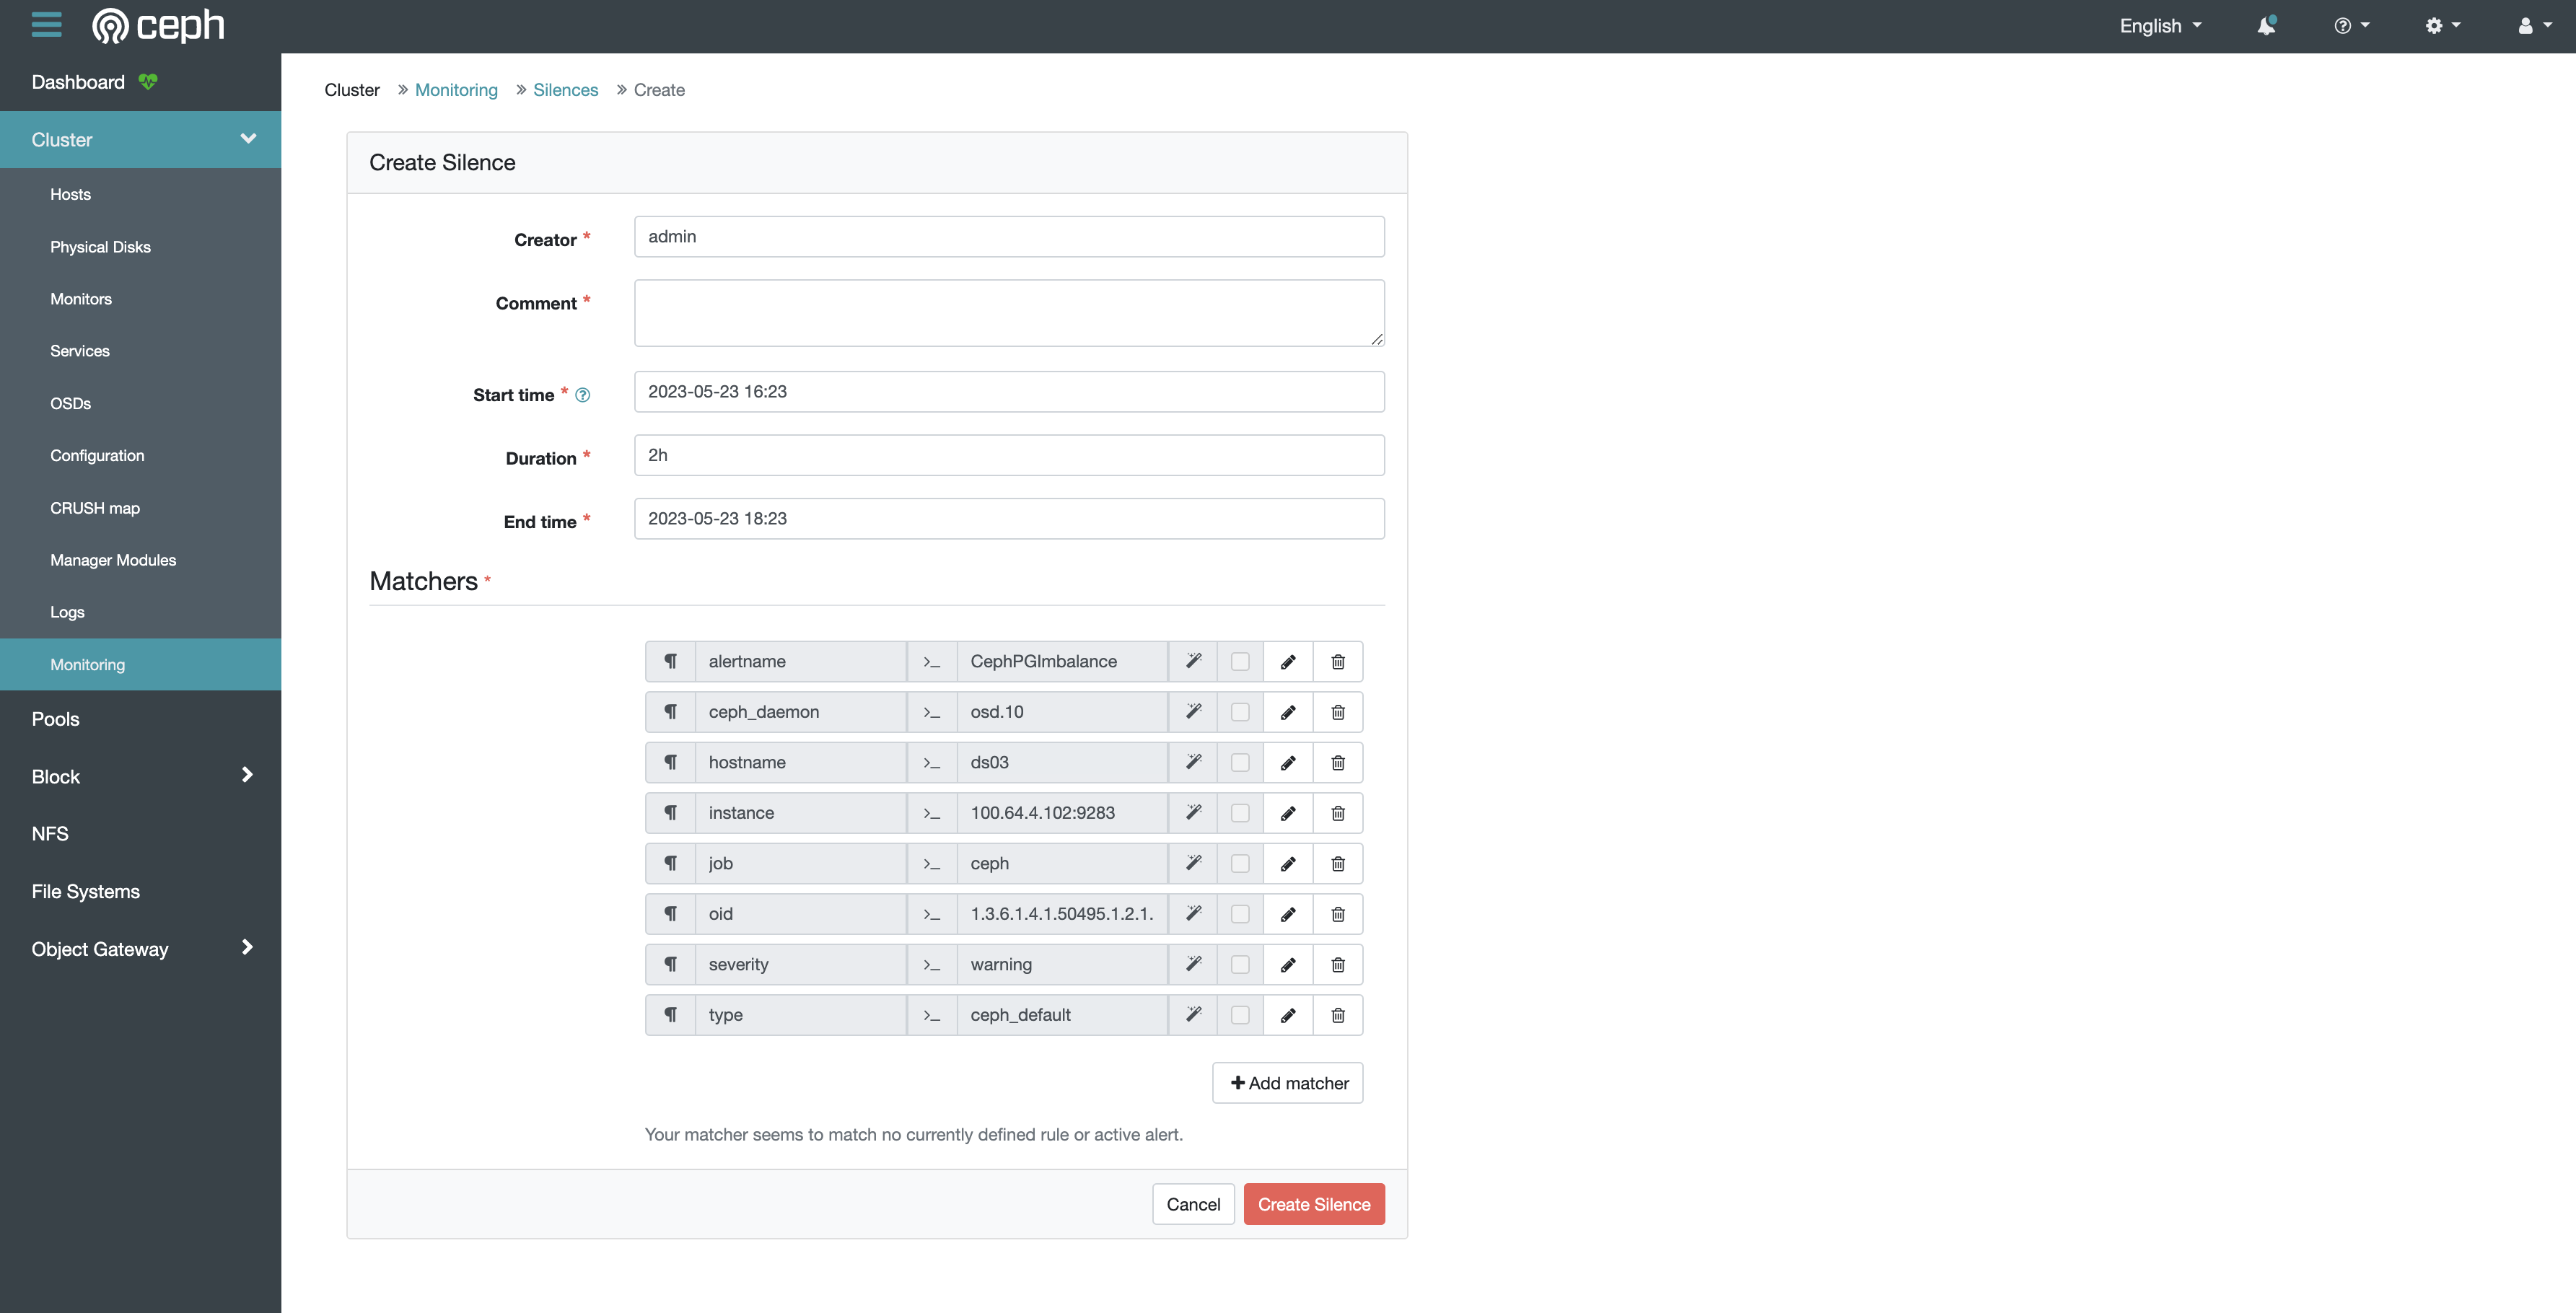 ceph
English
Dashboard
Cluster
Hosts
Physical Disks
Monitors
Services
OSDs
Configuration
CRUSH map
Manager Modules
Logs
Monitoring
Pools
Block
NFS
File Systems
Object Gateway
Cluster » Monitoring » Silences » Create
Create Silence
Creator * admin
Comment *
Start time * 2023-05-23 16:23
Duration * 2h
End time * 2023-05-23 18:23
Matchers *
¶ alertname >_ CephPGImbalance
¶ ceph_daemon >_ osd.10
¶ hostname >_ ds03
¶ instance >_ 100.64.4.102:9283
¶ job >_ ceph
¶ oid >_ 1.3.6.1.4.1.50495.1.2.1.
¶ severity >_ warning
¶ type >_ ceph_default
+ Add matcher
Your matcher seems to match no currently defined rule or active alert.
Cancel Create Silence